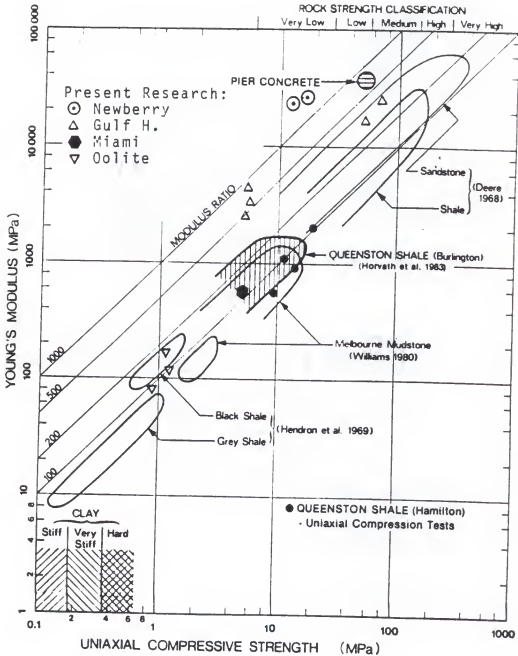 ROCK STRENGTH CLASSIFICATION
Very Low | Low | Medium | High | Very High
100 000
10 000
1000
100
10
8
6
4
2
1
YOUNG'S MODULUS (MPa)
Present Research:
Newberry
Gulf H.
Miami
Oolite
PIER CONCRETE
MODULUS RATIO
1000
500
200
100
Sandstone
Shale
(Deere 1968)
QUEENSTON SHALE (Burlington)
(Horvath et al. 1983)
Melbourne Mudstone
(Williams 1980)
Black Shale
Grey Shale
(Hendron et al. 1969)
QUEENSTON SHALE (Hamilton)
- Uniaxial Compression Tests
CLAY
Stiff
Very Stiff
Hard
0.1 2 4 6 8 1 10 100 1000
UNIAXIAL COMPRESSIVE STRENGTH (MPa)